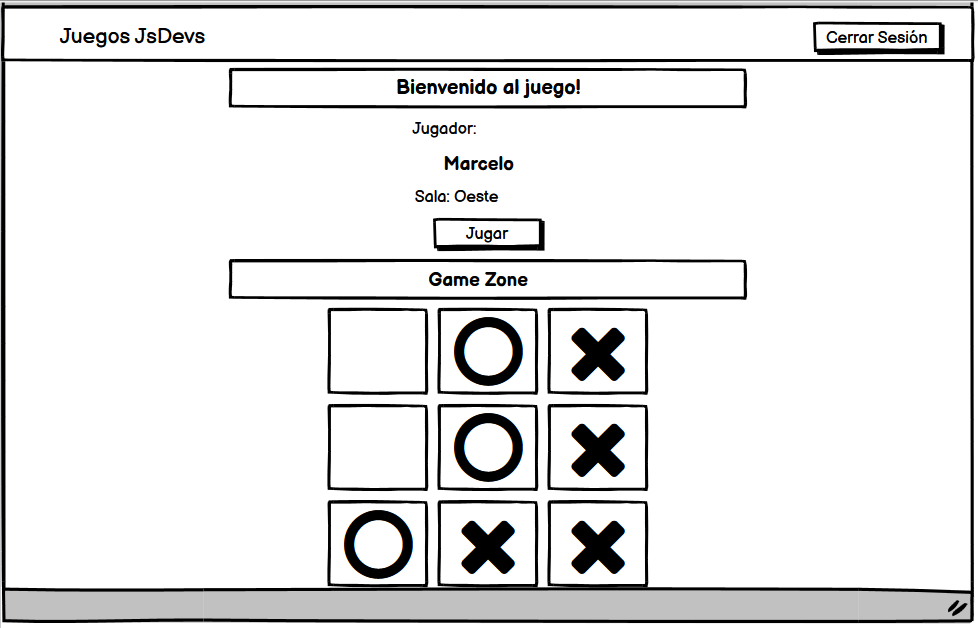 Juegos JsDevs
Cerrar Sesión
Bienvenido al juego!
Jugador:
Marcelo
Sala: Oeste
Jugar
Game Zone